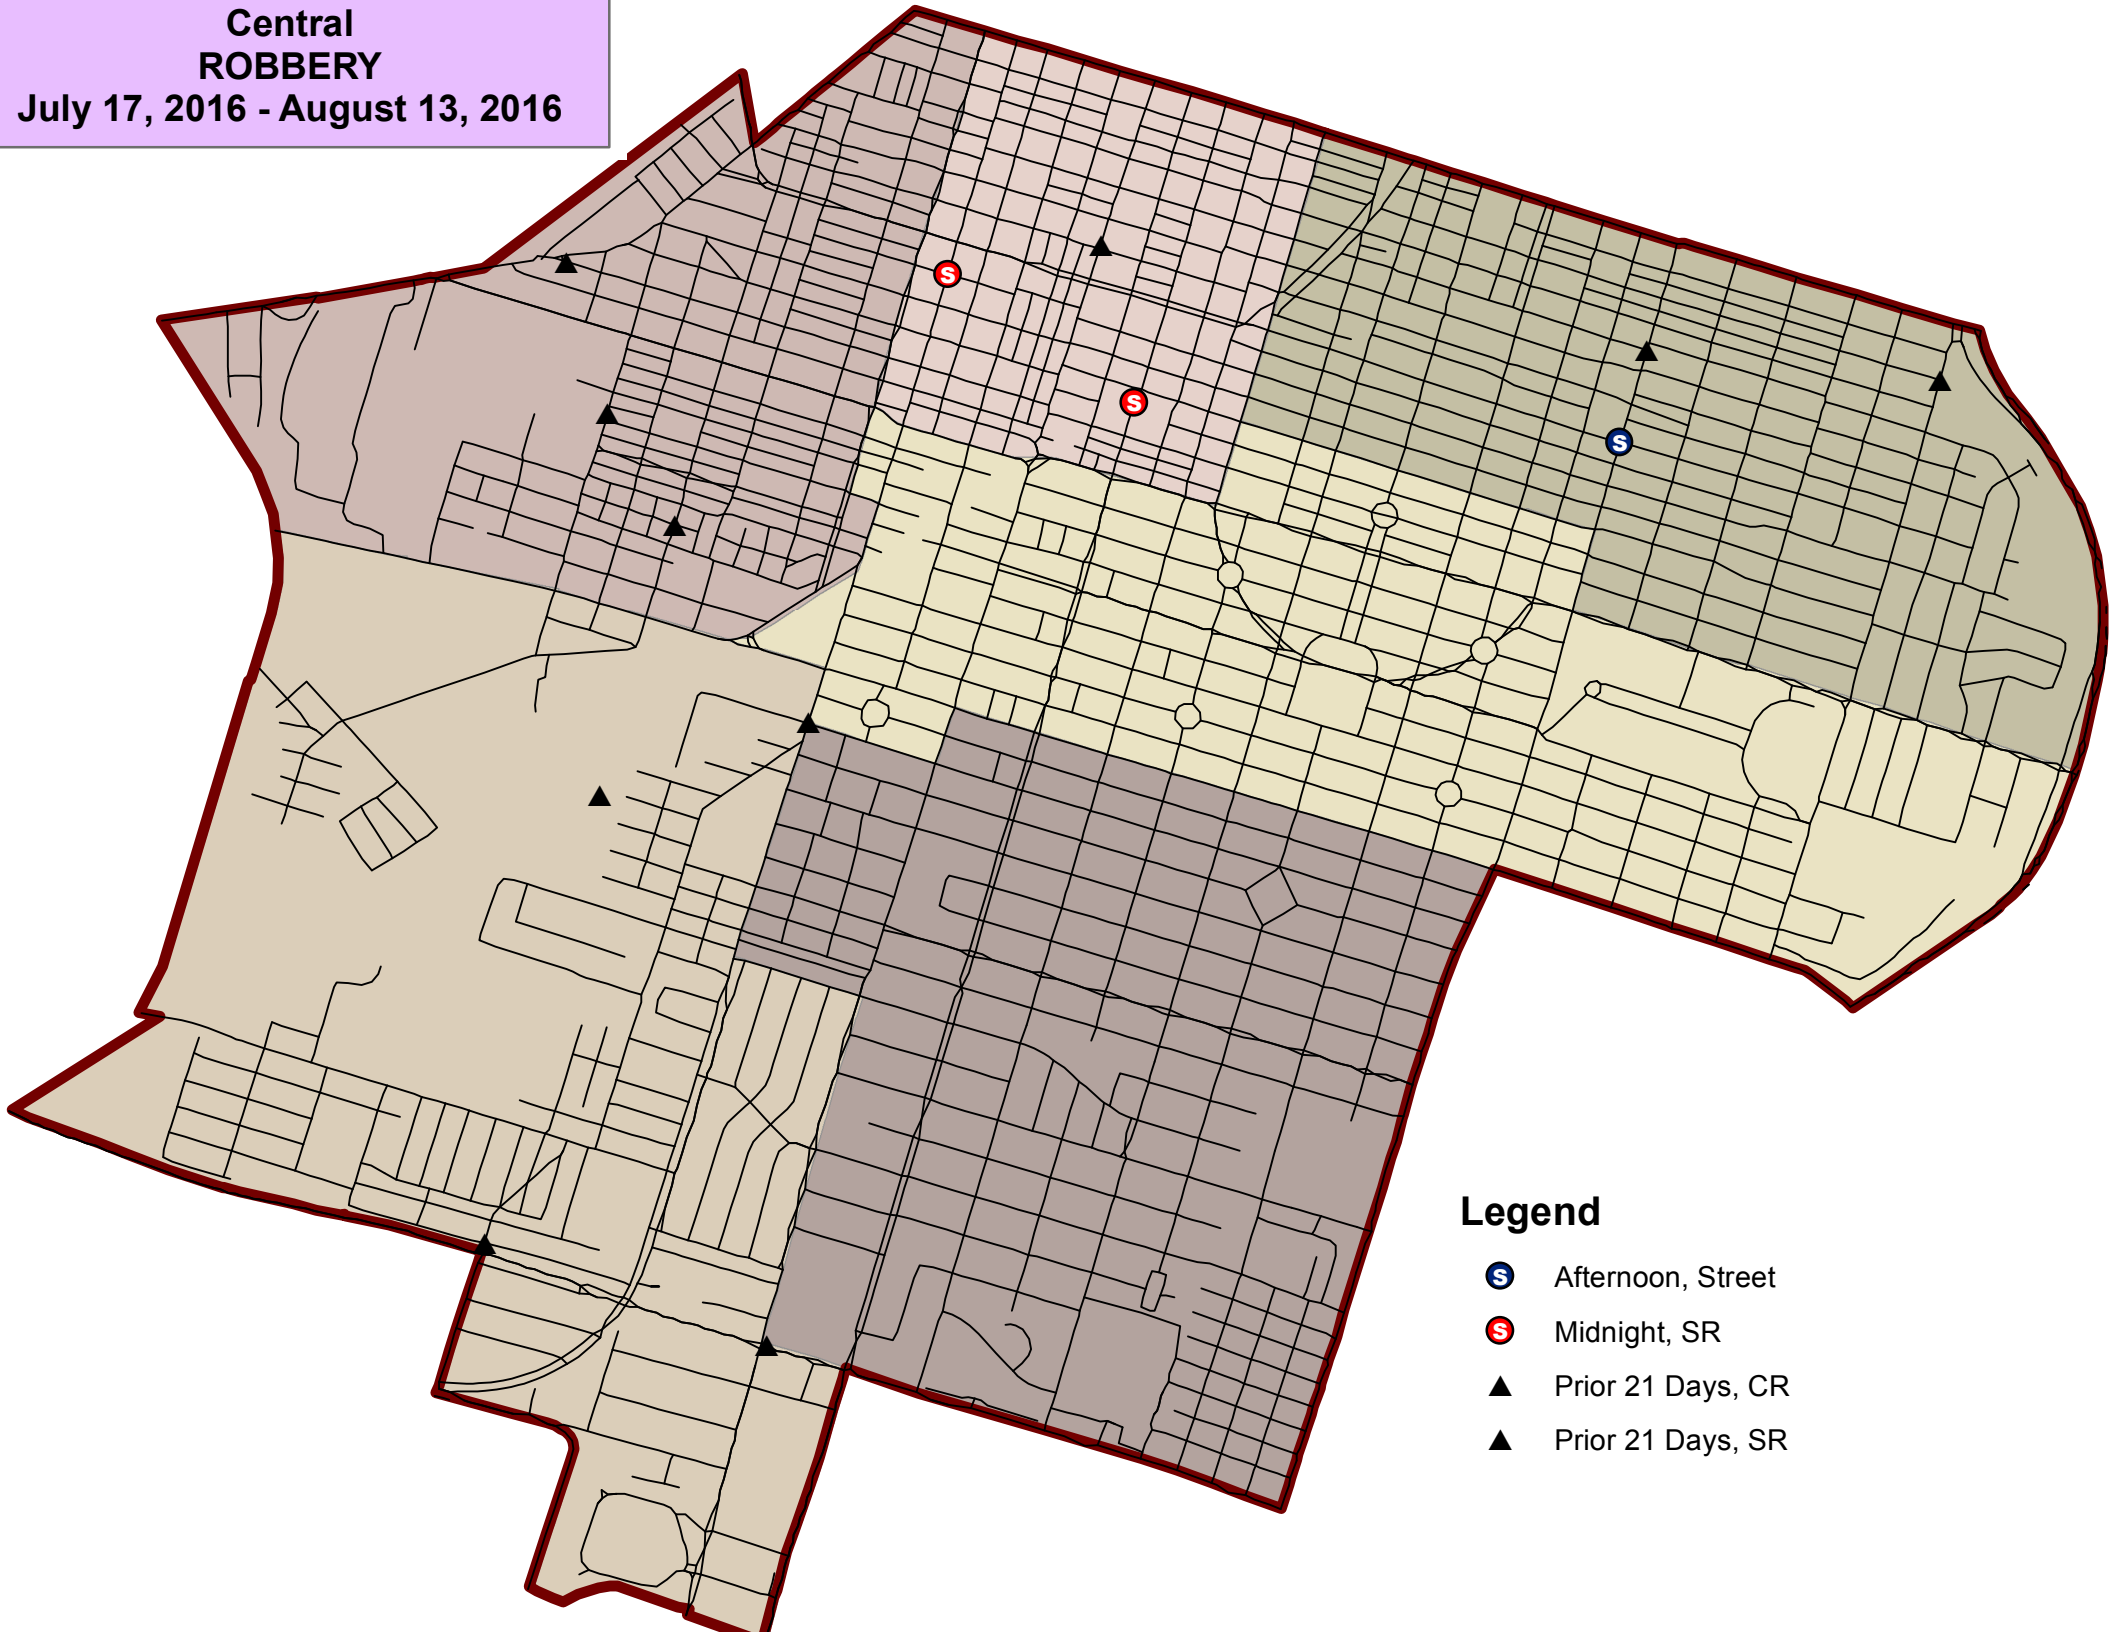 Central
ROBBERY
July 17, 2016 - August 13, 2016
S
S
S
Legend
S Afternoon, Street
S Midnight, SR
Prior 21 Days, CR
Prior 21 Days, SR